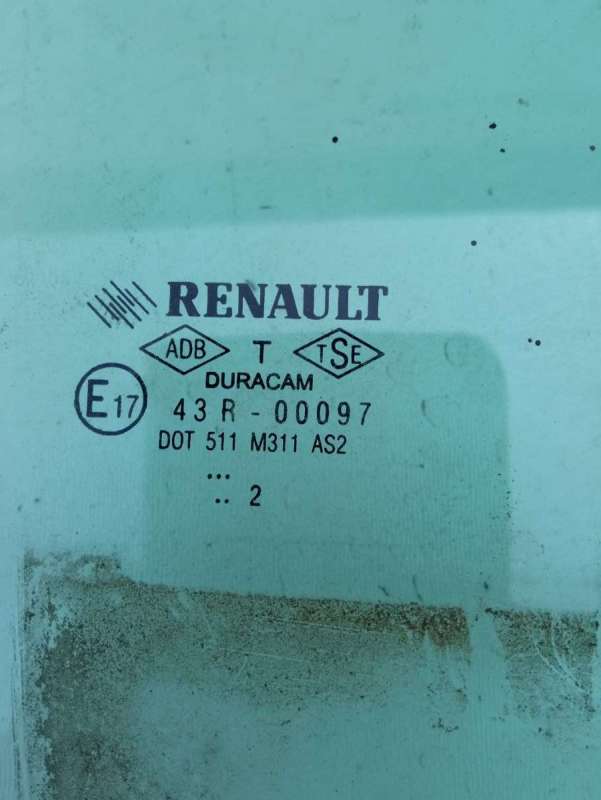 RENAULT
ADB T TSE
DURACAM
E17 43R-00097
DOT 511 M311 AS2
...
.. 2